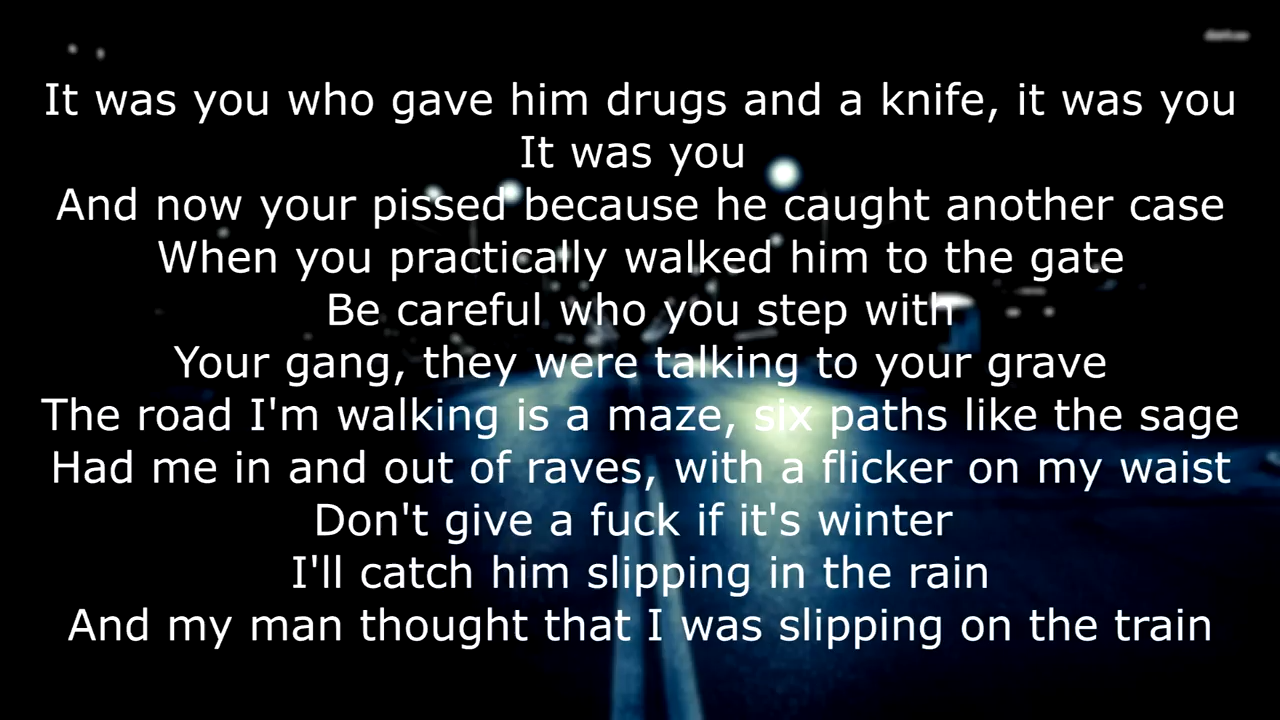 It was you who gave him drugs and a knife, it was you
It was you
And now your pissed because he caught another case
When you practically walked him to the gate
Be careful who you step with
Your gang, they were talking to your grave
The road I'm walking is a maze, six paths like the sage
Had me in and out of raves, with a flicker on my waist
Don't give a fuck if it's winter
I'll catch him slipping in the rain
And my man thought that I was slipping on the train